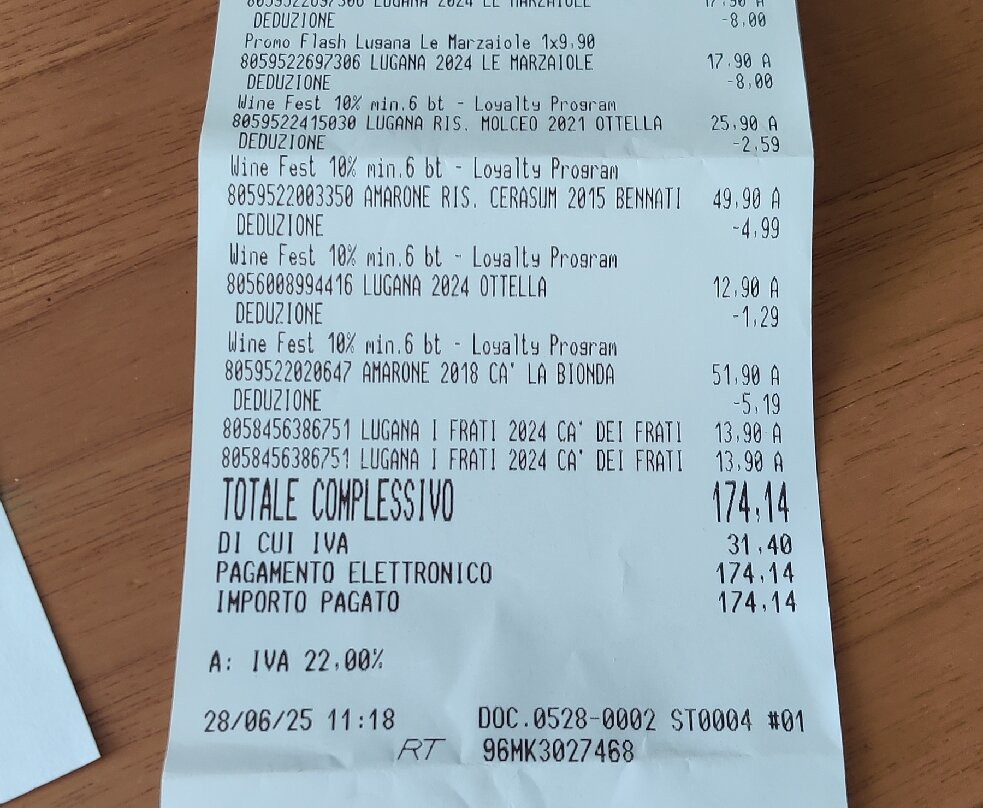 8059522697306 LUGANA 2024 LE MARZAIOLE 17,90 A
DEDUZIONE -8,00
Promo Flash Lugana Le Marzaiole 1x9,90
8059522697306 LUGANA 2024 LE MARZAIOLE 17,90 A
DEDUZIONE -8,00
Wine Fest 10% min.6 bt - Loyalty Program
8059522415030 LUGANA RIS. MOLCEO 2021 OTTELLA 25,90 A
DEDUZIONE -2,59
Wine Fest 10% min.6 bt - Loyalty Program
8059522003350 AMARONE RIS. CERASUM 2015 BENNATI 49,90 A
DEDUZIONE -4,99
Wine Fest 10% min.6 bt - Loyalty Program
8056008994416 LUGANA 2024 OTTELLA 12,90 A
DEDUZIONE -1,29
Wine Fest 10% min.6 bt - Loyalty Program
8059522020647 AMARONE 2018 CA' LA BIONDA 51,90 A
DEDUZIONE -5,19
8058456386751 LUGANA I FRATI 2024 CA' DEI FRATI 13,90 A
8058456386751 LUGANA I FRATI 2024 CA' DEI FRATI 13,90 A
TOTALE COMPLESSIVO 174,14
DI CUI IVA 31,40
PAGAMENTO ELETTRONICO 174,14
IMPORTO PAGATO 174,14
A: IVA 22,00%
28/06/25 11:18 DOC.0528-0002 ST0004 #01
RT 96MK3027468